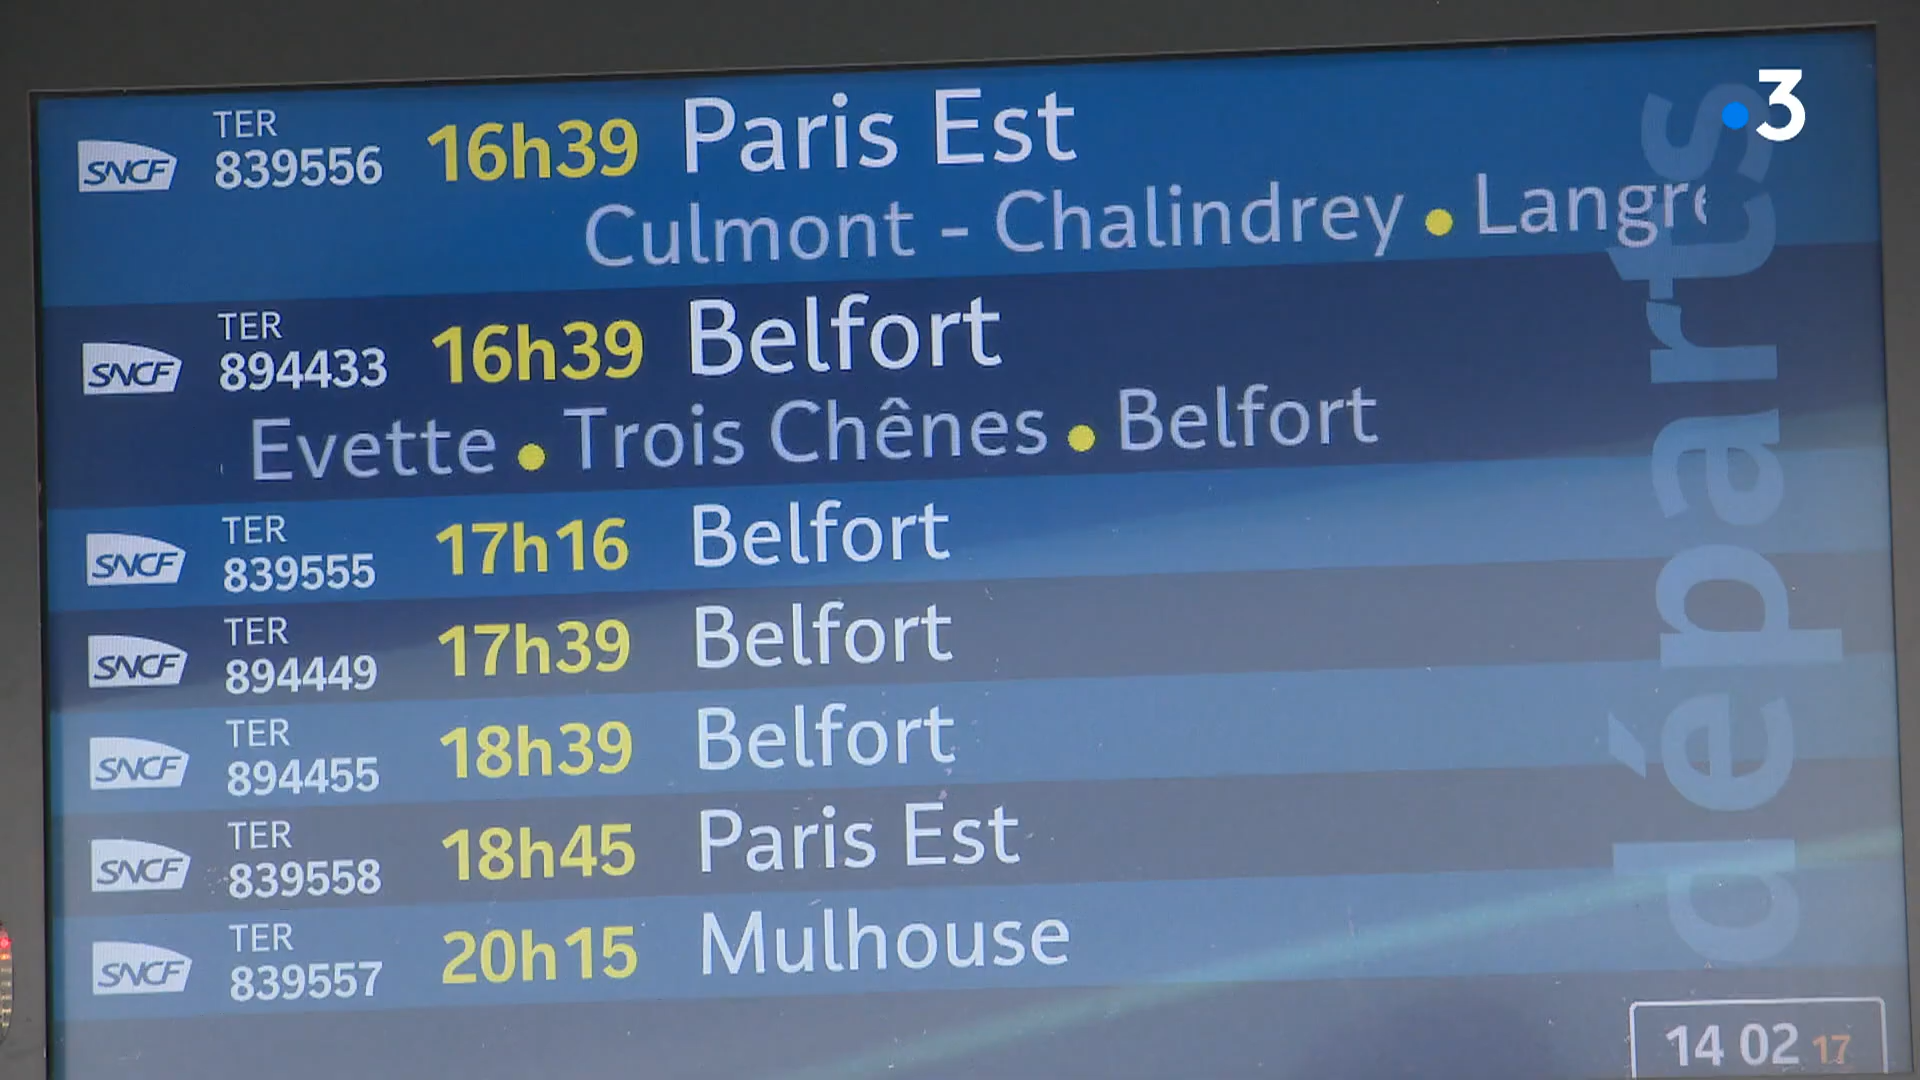 SNCF TER 839556 16h39 Paris Est
Culmont - Chalindrey • Langre
SNCF TER 894433 16h39 Belfort
Evette • Trois Chênes • Belfort
SNCF TER 839555 17h16 Belfort
SNCF TER 894449 17h39 Belfort
SNCF TER 894455 18h39 Belfort
SNCF TER 839558 18h45 Paris Est
SNCF TER 839557 20h15 Mulhouse
départs
14 02 17
3